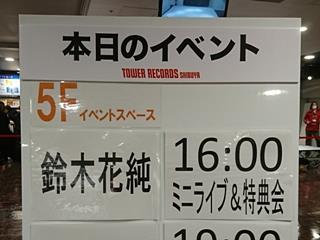 本日のイベント
TOWER RECORDS SHIBUYA
5F イベントスペース
鈴木花純
16:00
ミニライブ&特典会